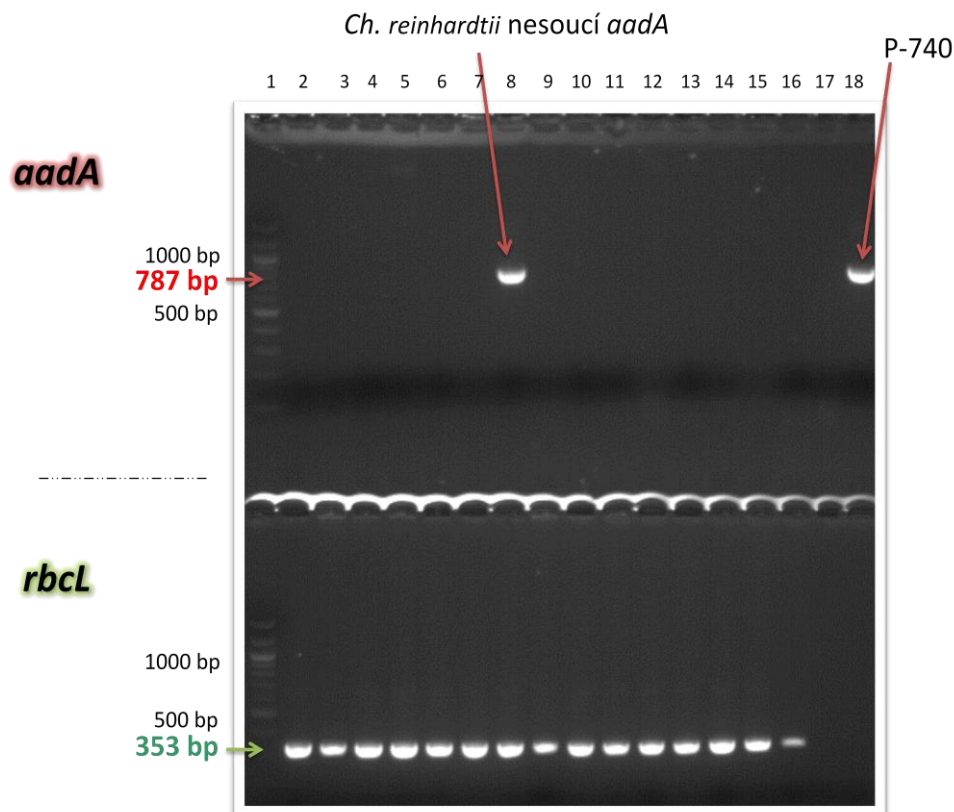 Ch. reinhardtii nesoucí aadA
P-740
1 2 3 4 5 6 7 8 9 10 11 12 13 14 15 16 17 18
aadA
1000 bp
787 bp
500 bp
rbcL
1000 bp
500 bp
353 bp